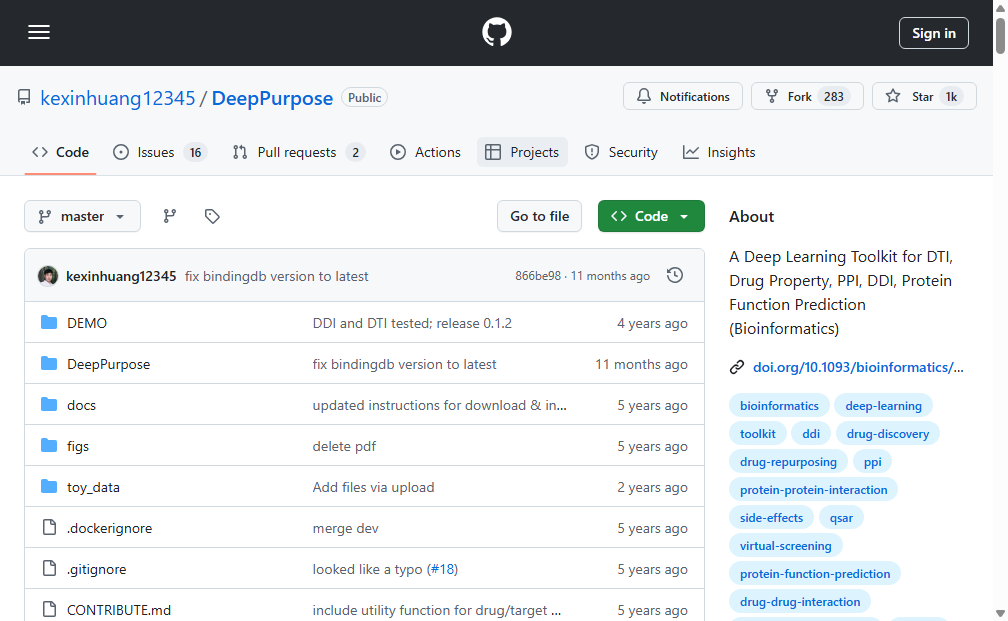 Sign in
kexinhuang12345 / DeepPurpose Public
Notifications Fork 283 Star 1k
Code Issues 16 Pull requests 2 Actions Projects Security Insights
master Go to file Code
kexinhuang12345 fix bindingdb version to latest 866be98 · 11 months ago
DEMO DDI and DTI tested; release 0.1.2 4 years ago
DeepPurpose fix bindingdb version to latest 11 months ago
docs updated instructions for download & in... 5 years ago
figs delete pdf 5 years ago
toy_data Add files via upload 2 years ago
.dockerignore merge dev 5 years ago
.gitignore looked like a typo (#18) 5 years ago
CONTRIBUTE.md include utility function for drug/target ... 5 years ago
About
A Deep Learning Toolkit for DTI,
Drug Property, PPI, DDI, Protein
Function Prediction
(Bioinformatics)
doi.org/10.1093/bioinformatics/...
bioinformatics deep-learning
toolkit ddi drug-discovery
drug-repurposing ppi
protein-protein-interaction
side-effects qsar
virtual-screening
protein-function-prediction
drug-drug-interaction